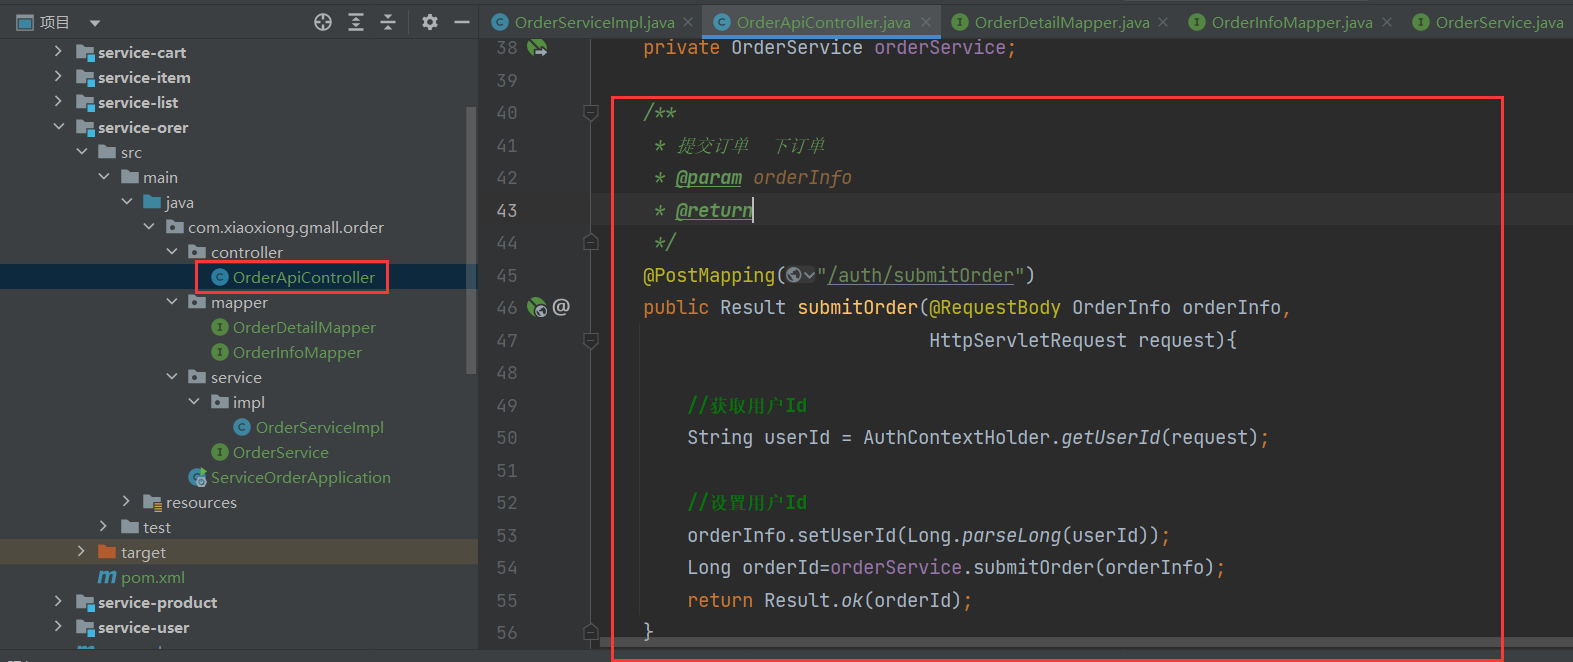 项目
OrderServiceImpl.java
OrderApiController.java
OrderDetailMapper.java
OrderInfoMapper.java
OrderService.java
service-cart
service-item
service-list
service-orer
src
main
java
com.xiaoxiong.gmall.order
controller
OrderApiController
mapper
OrderDetailMapper
OrderInfoMapper
service
impl
OrderServiceImpl
OrderService
ServiceOrderApplication
resources
test
target
pom.xml
service-product
service-user
38 private OrderService orderService;
39
40 /**
41 * 提交订单 下订单
42 * @param orderInfo
43 * @return
44 */
45 @PostMapping("/auth/submitOrder")
46 @ public Result submitOrder(@RequestBody OrderInfo orderInfo,
47 HttpServletRequest request){
48
49 //获取用户Id
50 String userId = AuthContextHolder.getUserId(request);
51
52 //设置用户Id
53 orderInfo.setUserId(Long.parseLong(userId));
54 Long orderId=orderService.submitOrder(orderInfo);
55 return Result.ok(orderId);
56 }